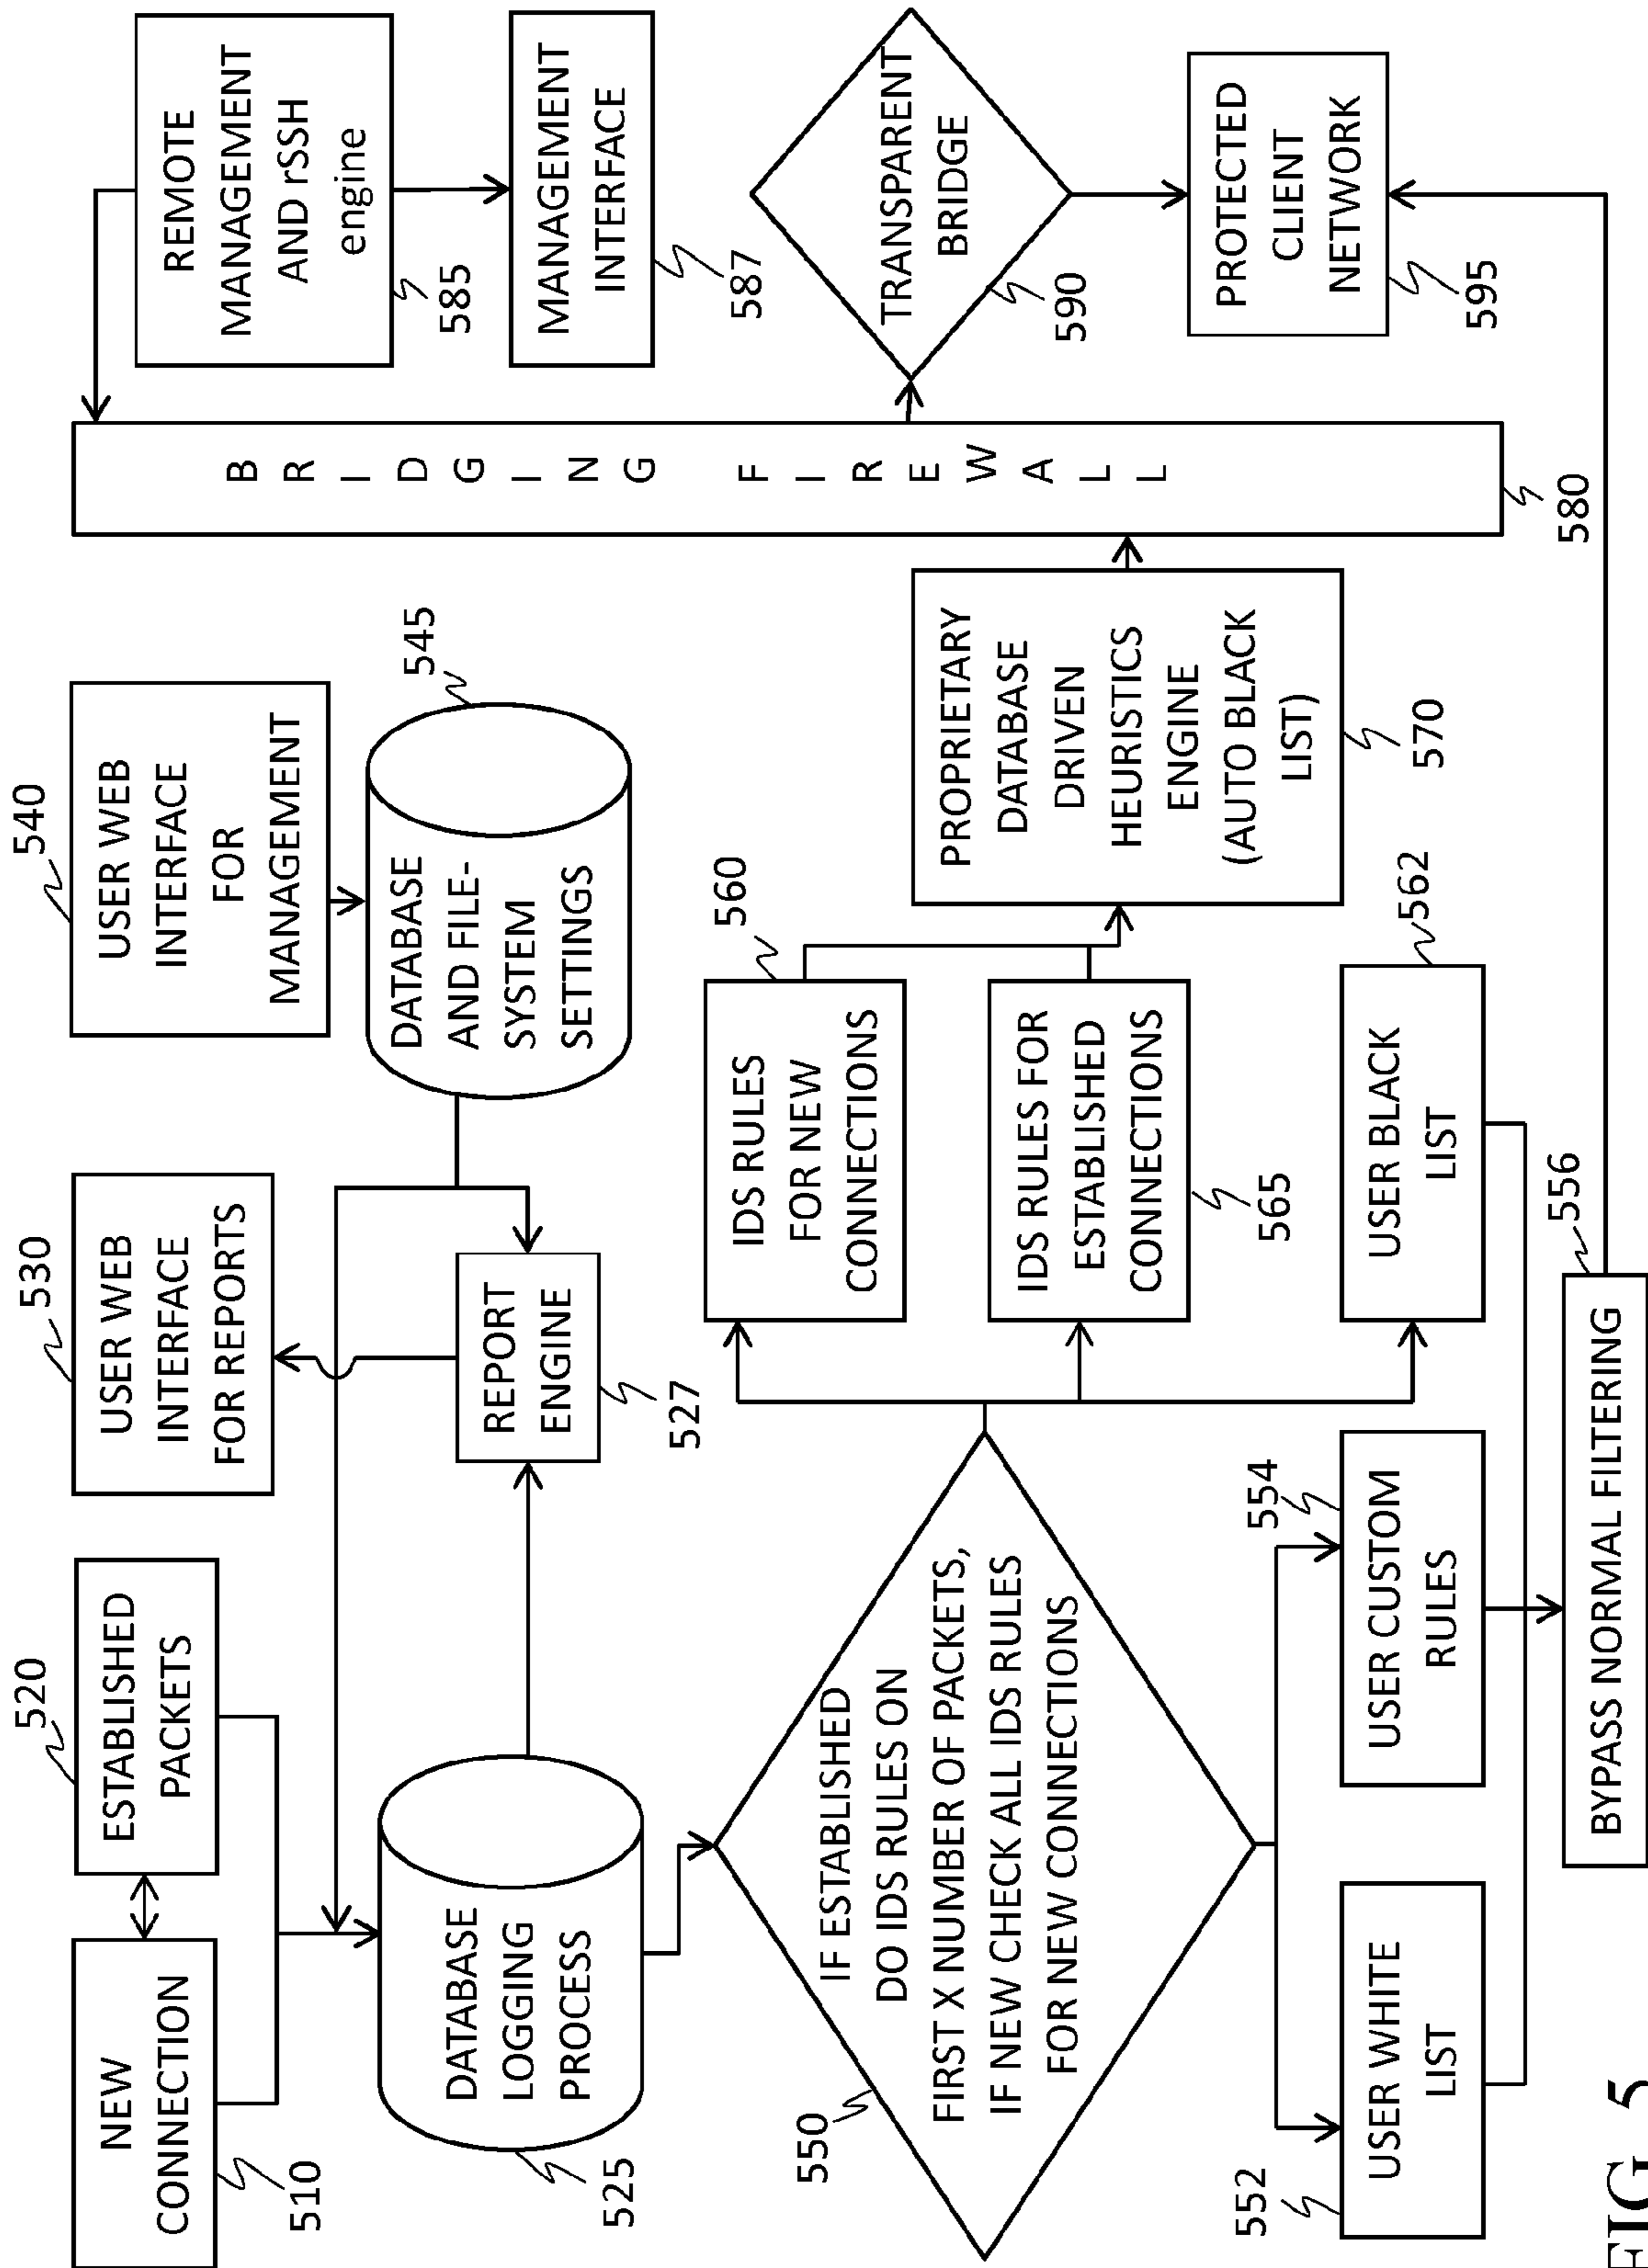 NEW
CONNECTION
510
520
ESTABLISHED
PACKETS
530
USER WEB
INTERFACE
FOR REPORTS
540
USER WEB
INTERFACE
FOR
MANAGEMENT
REMOTE
MANAGEMENT
AND rSSH
engine
585
MANAGEMENT
INTERFACE
587
DATABASE
LOGGING
PROCESS
525
REPORT
ENGINE
527
DATABASE
AND FILE-
SYSTEM
SETTINGS
545
BRIDGING FIREWALL
580
TRANSPARENT
BRIDGE
590
PROTECTED
CLIENT
NETWORK
595
550
IF ESTABLISHED
DO IDS RULES ON
FIRST X NUMBER OF PACKETS,
IF NEW CHECK ALL IDS RULES
FOR NEW CONNECTIONS
560
IDS RULES
FOR NEW
CONNECTIONS
IDS RULES FOR
ESTABLISHED
CONNECTIONS
565
PROPRIETARY
DATABASE
DRIVEN
HEURISTICS
ENGINE
(AUTO BLACK
LIST)
570
552
USER WHITE
LIST
554
USER CUSTOM
RULES
562
USER BLACK
LIST
556
BYPASS NORMAL FILTERING
FIG. 5